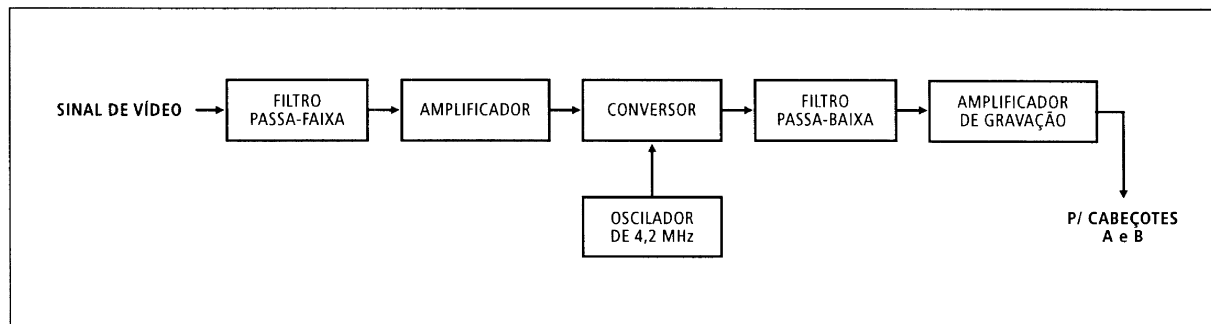 SINAL DE VÍDEO
FILTRO
PASSA-FAIXA
AMPLIFICADOR
CONVERSOR
FILTRO
PASSA-BAIXA
AMPLIFICADOR
DE GRAVAÇÃO
OSCILADOR
DE 4,2 MHz
P/ CABEÇOTES
A e B